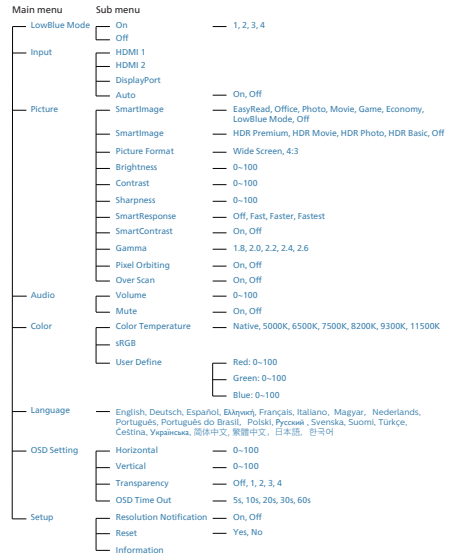 Main menu Sub menu
LowBlue Mode On 1, 2, 3, 4
Off
Input HDMI 1
HDMI 2
DisplayPort
Auto On, Off
Picture SmartImage EasyRead, Office, Photo, Movie, Game, Economy,
LowBlue Mode, Off
SmartImage HDR Premium, HDR Movie, HDR Photo, HDR Basic, Off
Picture Format Wide Screen, 4:3
Brightness 0~100
Contrast 0~100
Sharpness 0~100
SmartResponse Off, Fast, Faster, Fastest
SmartContrast On, Off
Gamma 1.8, 2.0, 2.2, 2.4, 2.6
Pixel Orbiting On, Off
Over Scan On, Off
Audio Volume 0~100
Mute On, Off
Color Color Temperature Native, 5000K, 6500K, 7500K, 8200K, 9300K, 11500K
sRGB
User Define Red: 0~100
Green: 0~100
Blue: 0~100
Language English, Deutsch, Español, Ελληνική, Français, Italiano, Magyar, Nederlands,
Português, Português do Brasil, Polski, Русский , Svenska, Suomi, Türkçe,
Čeština, Українська, 简体中文, 繁體中文, 日本語, 한국어
OSD Setting Horizontal 0~100
Vertical 0~100
Transparency Off, 1, 2, 3, 4
OSD Time Out 5s, 10s, 20s, 30s, 60s
Setup Resolution Notification On, Off
Reset Yes, No
Information